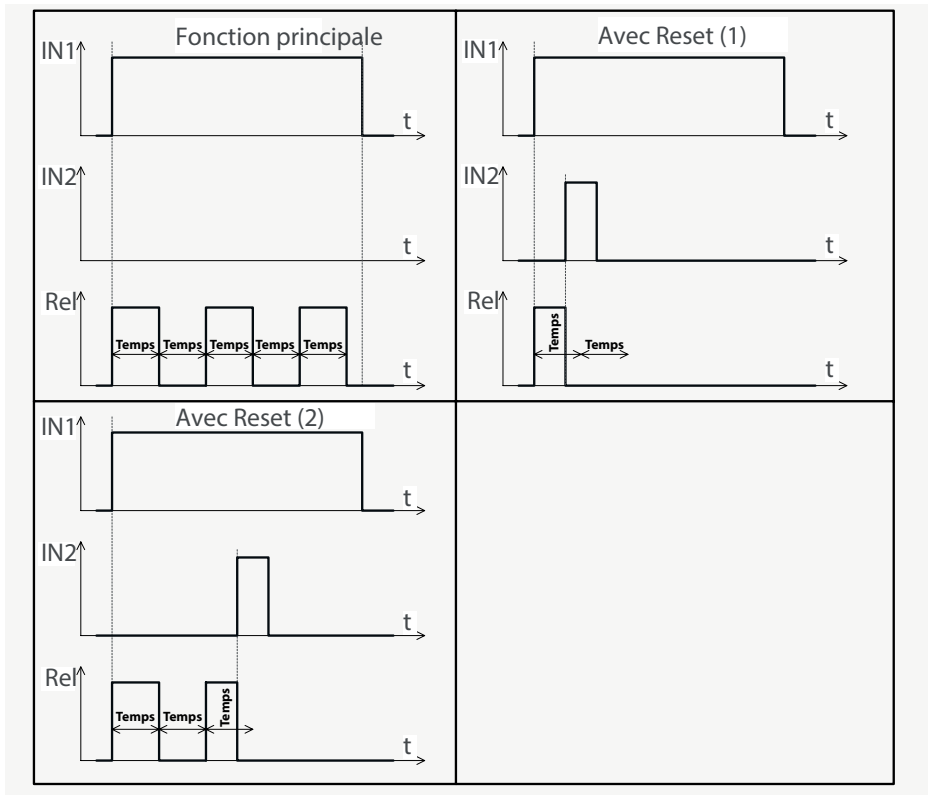 Fonction principale
IN1
t
IN2
t
Rel
Temps Temps Temps Temps Temps
t
Avec Reset (1)
IN1
t
IN2
t
Rel
Temps Temps
t
Avec Reset (2)
IN1
t
IN2
t
Rel
Temps Temps Temps
t